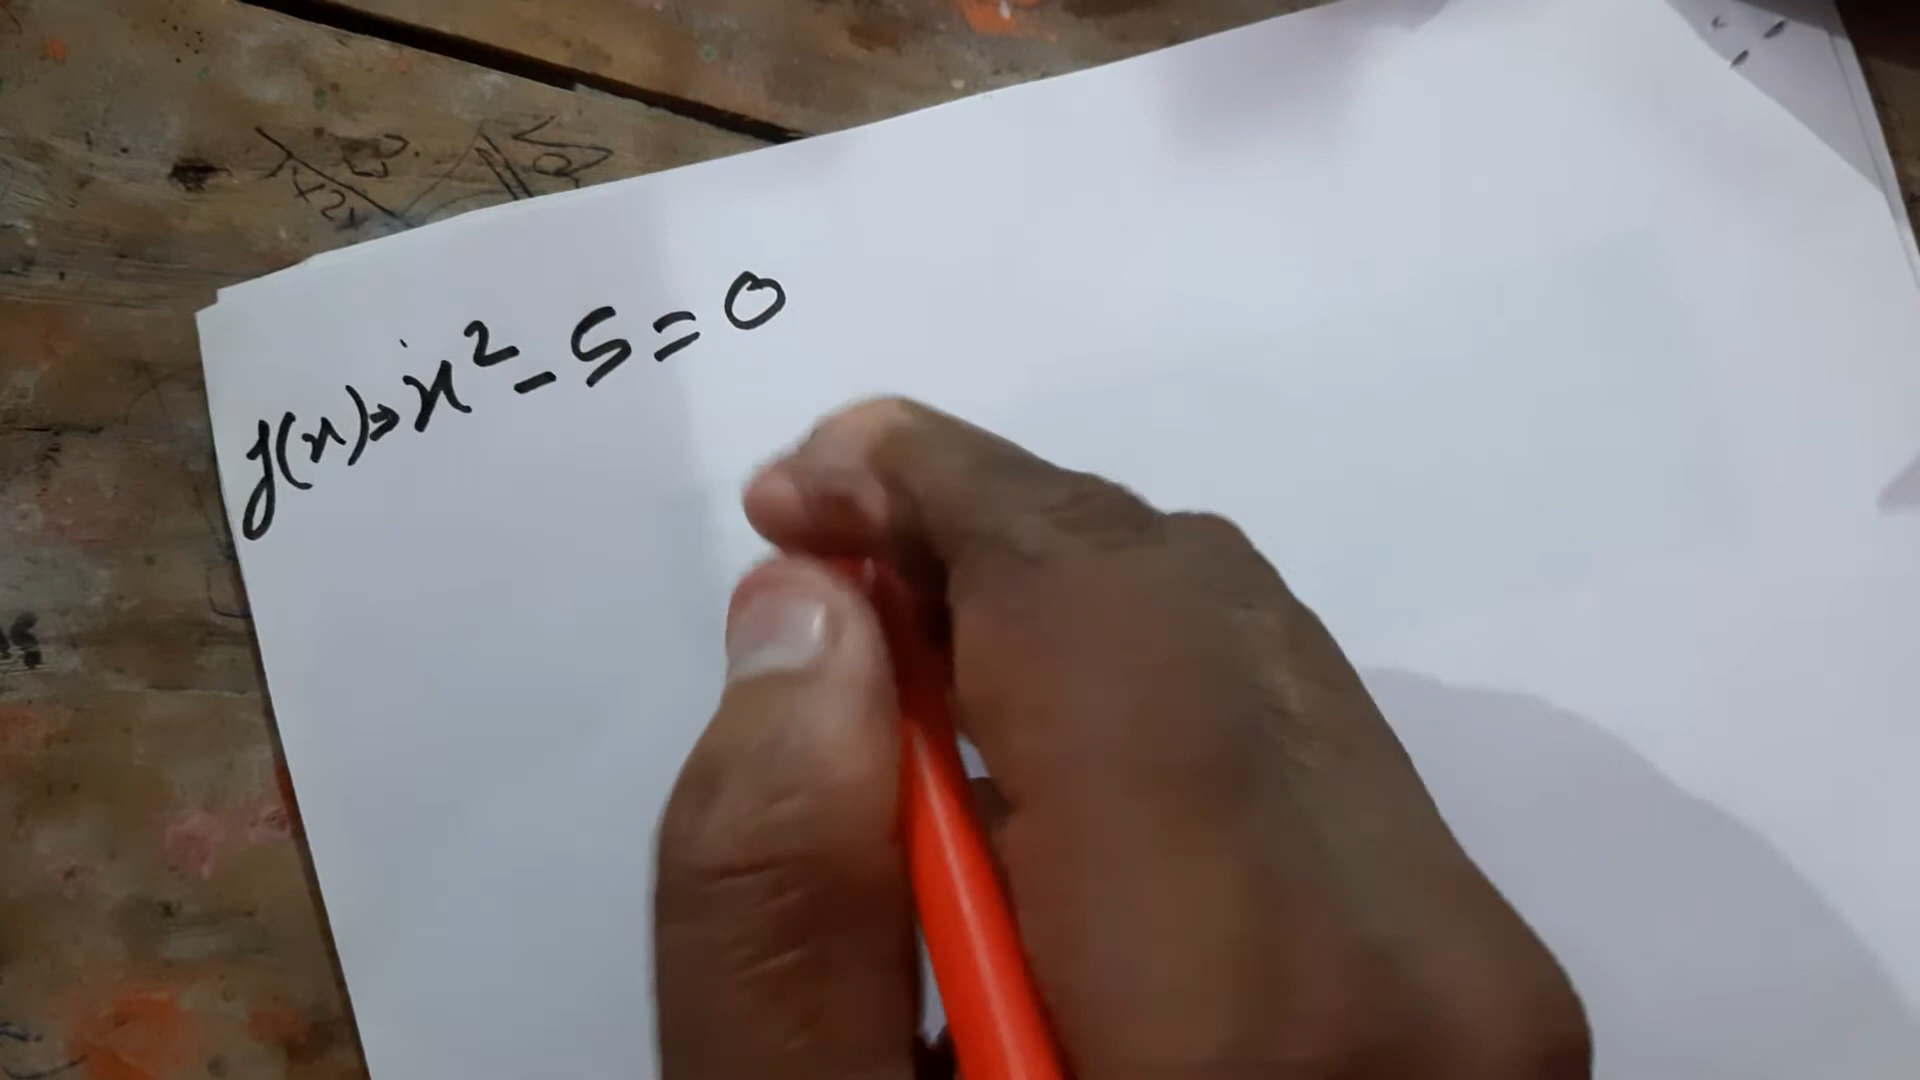 f(x) => x² - 5 = 0